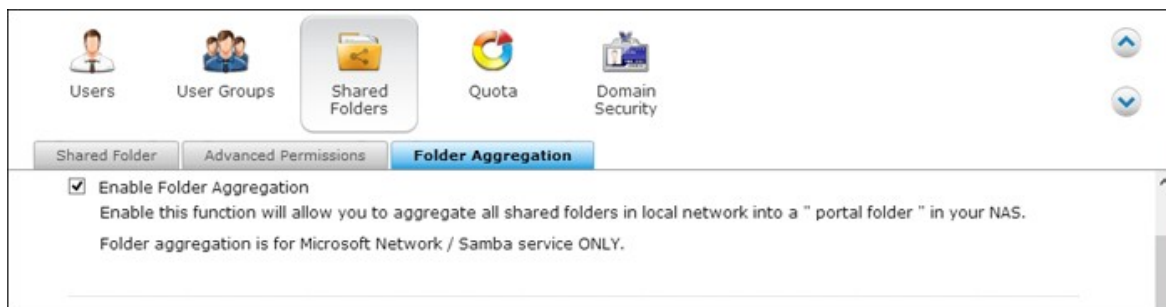 Users
User Groups
Shared
Folders
Quota
Domain
Security
Shared Folder
Advanced Permissions
Folder Aggregation
Enable Folder Aggregation
Enable this function will allow you to aggregate all shared folders in local network into a " portal folder " in your NAS.
Folder aggregation is for Microsoft Network / Samba service ONLY.